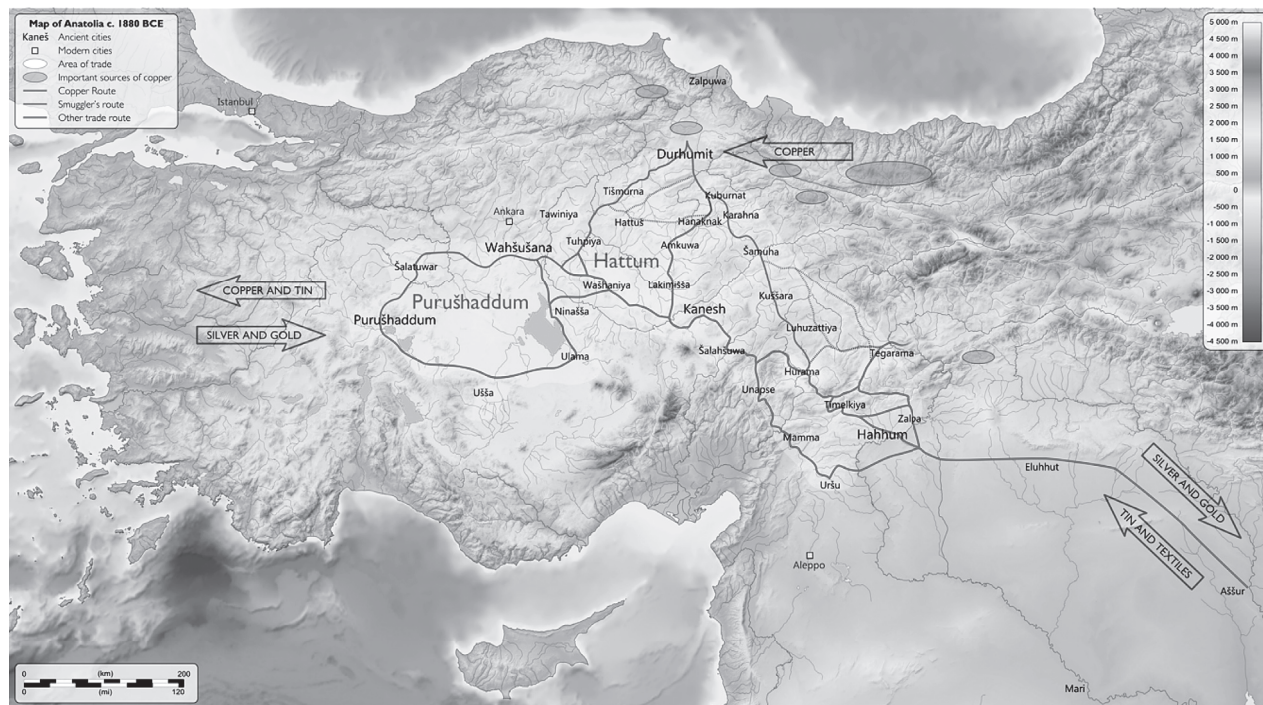 Map of Anatolia c. 1880 BCE
Kaneš Ancient cities
Modern cities
Area of trade
Important sources of copper
Copper Route
Smuggler's route
Other trade route
5 000 m
4 500 m
4 000 m
3 500 m
3 000 m
2 500 m
2 000 m
1 500 m
1 000 m
500 m
0
-500 m
-1 000 m
-1 500 m
-2 000 m
-2 500 m
-3 000 m
-3 500 m
-4 000 m
-4 500 m
Istanbul
Zalpuwa
Durhumit
COPPER
Tišmurna
Kuburnat
Ankara
Tawiniya
Hattuš
Hanaknak
Karahna
Wahšušana
Tuhpiya
Amkuwa
Šamuha
Hattum
Šalatuwar
COPPER AND TIN
Wašhaniya
Lakimišša
Kuššara
Purušhaddum
Ninašša
Kanesh
Purušhaddum
SILVER AND GOLD
Luhuzattiya
Ulama
Šalahšuwa
Tegarama
Hurama
Ušša
Unapse
Timelkiya
Zalpa
Mamma
Hahhum
Uršu
Eluhhut
SILVER AND GOLD
TIN AND TEXTILES
Aleppo
Aššur
Mari
0 (km) 200
0 (mi) 120